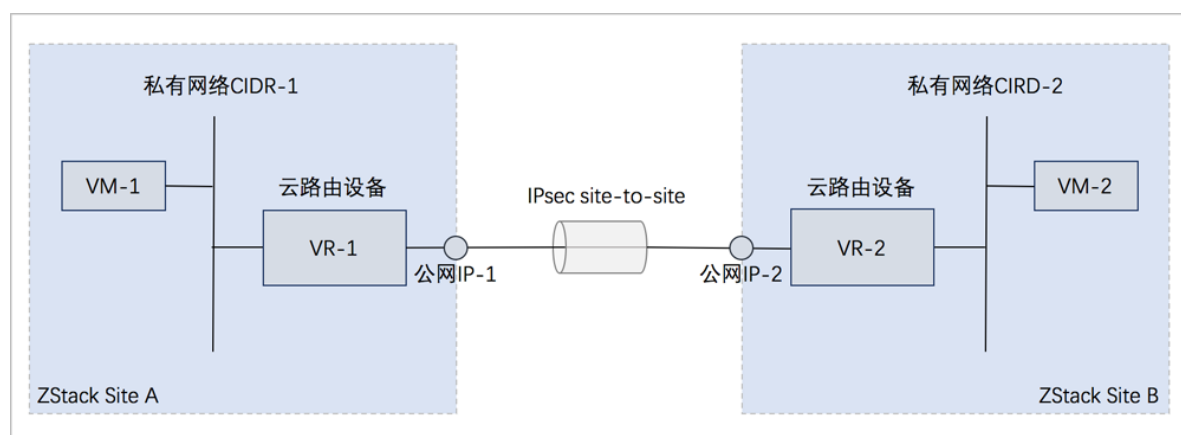 私有网络CIDR-1
私有网络CIRD-2
VM-1
云路由设备
IPsec site-to-site
云路由设备
VM-2
VR-1
VR-2
公网IP-1
公网IP-2
ZStack Site A
ZStack Site B